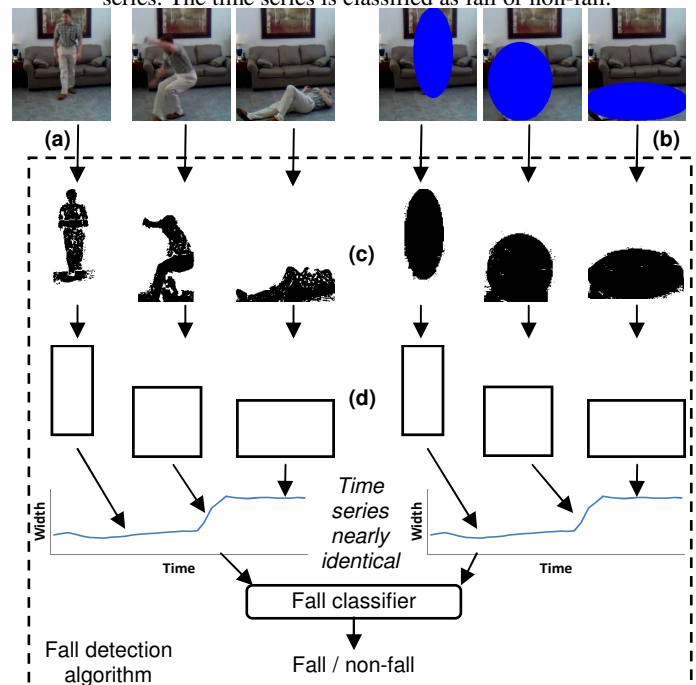 series. The time series is classified as fall or non-fall.
(a)
(b)
(c)
(d)
Width
Time
Time
series
nearly
identical
Width
Time
Fall classifier
Fall detection
algorithm
Fall / non-fall